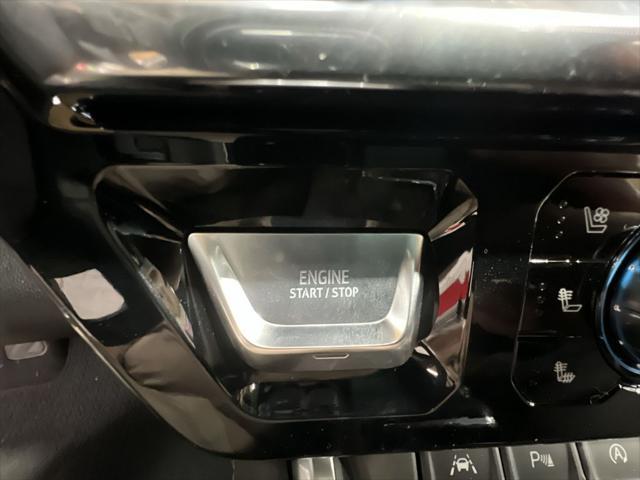 ENGINE
START / STOP
P
A